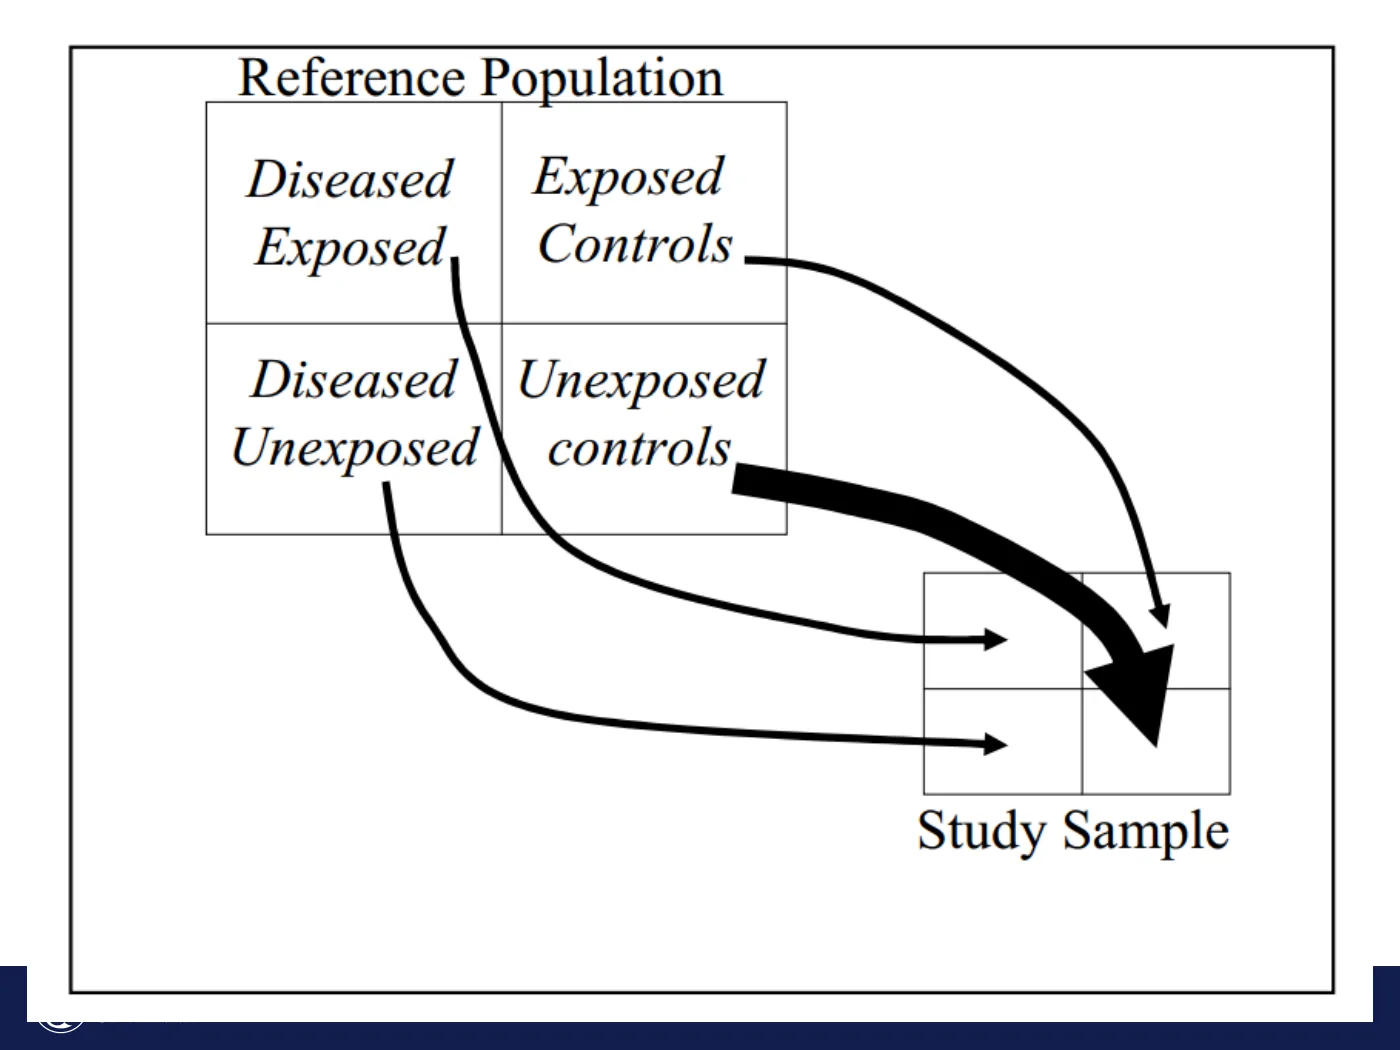 Reference Population
Diseased
Exposed
Exposed
Controls
Diseased
Unexposed
Unexposed
controls
Study Sample